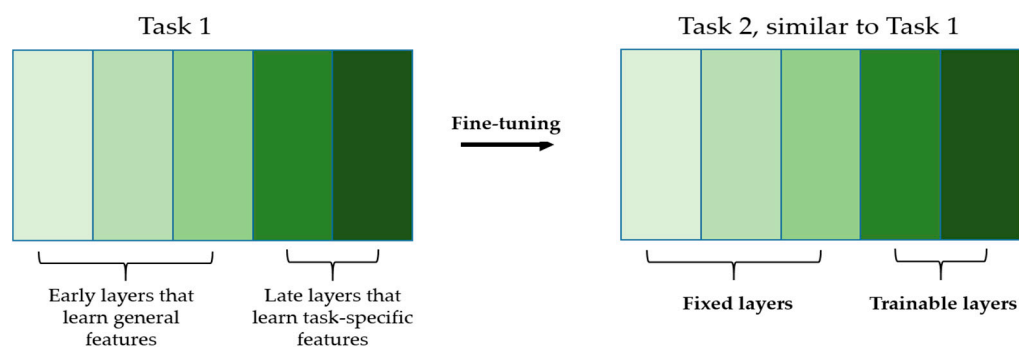 Task 1
Task 2, similar to Task 1
Fine-tuning
Early layers that
learn general
features
Late layers that
learn task-specific
features
Fixed layers
Trainable layers